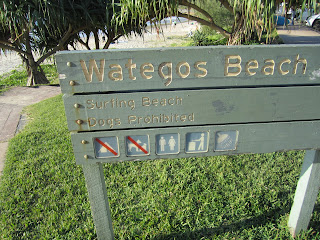 Wategos Beach
Surfing Beach
Dogs Prohibited